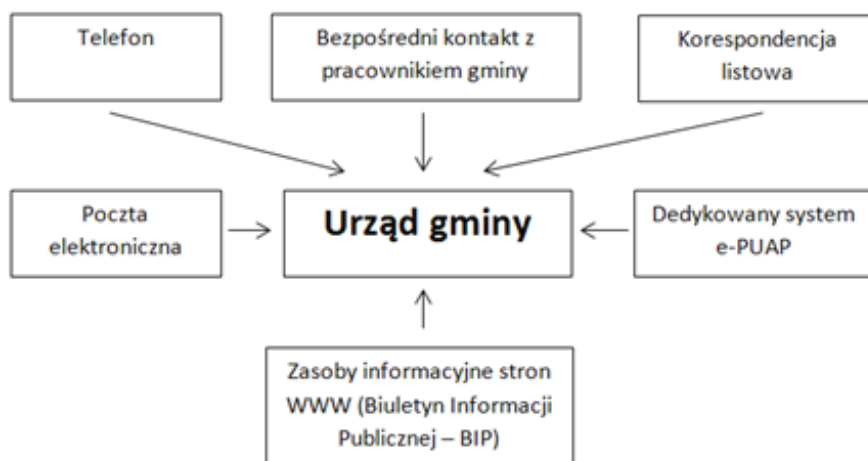 Telefon
Bezpośredni kontakt z
pracownikiem gminy
Korespondencja
listowa
Poczta
elektroniczna
Urząd gminy
Dedykowany system
e-PUAP
Zasoby informacyjne stron
WWW (Biuletyn Informacji
Publicznej – BIP)